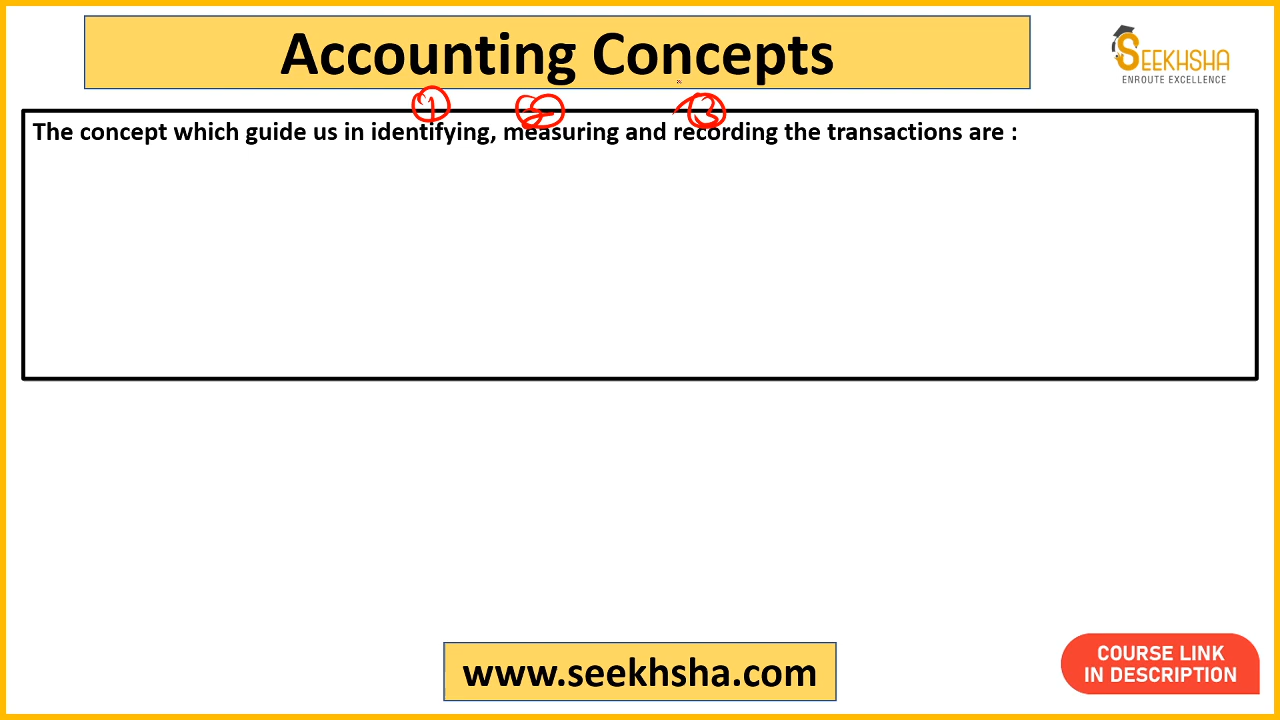 Accounting Concepts
SEEKHSHA
ENROUTE EXCELLENCE
1 2 3
The concept which guide us in identifying, measuring and recording the transactions are :
www.seekhsha.com
COURSE LINK
IN DESCRIPTION